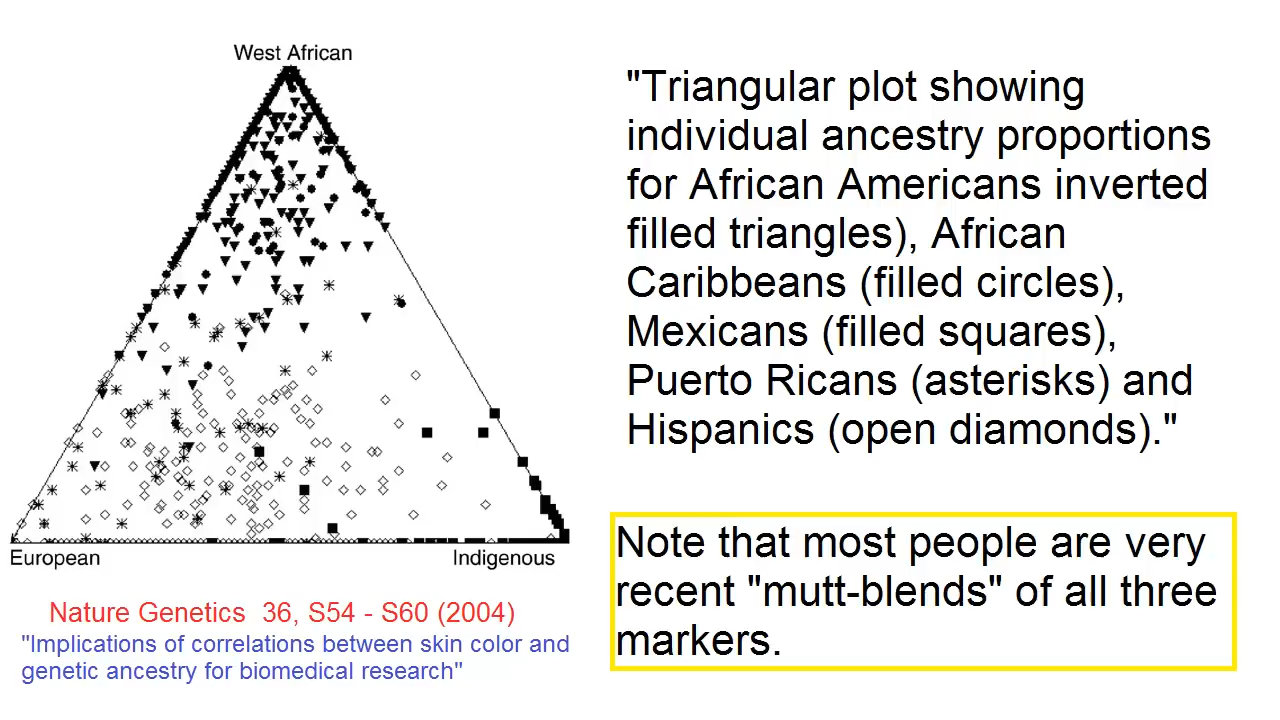 West African
European
Indigenous
Nature Genetics 36, S54 - S60 (2004)
"Implications of correlations between skin color and
genetic ancestry for biomedical research"
"Triangular plot showing
individual ancestry proportions
for African Americans inverted
filled triangles), African
Caribbeans (filled circles),
Mexicans (filled squares),
Puerto Ricans (asterisks) and
Hispanics (open diamonds)."
Note that most people are very
recent "mutt-blends" of all three
markers.